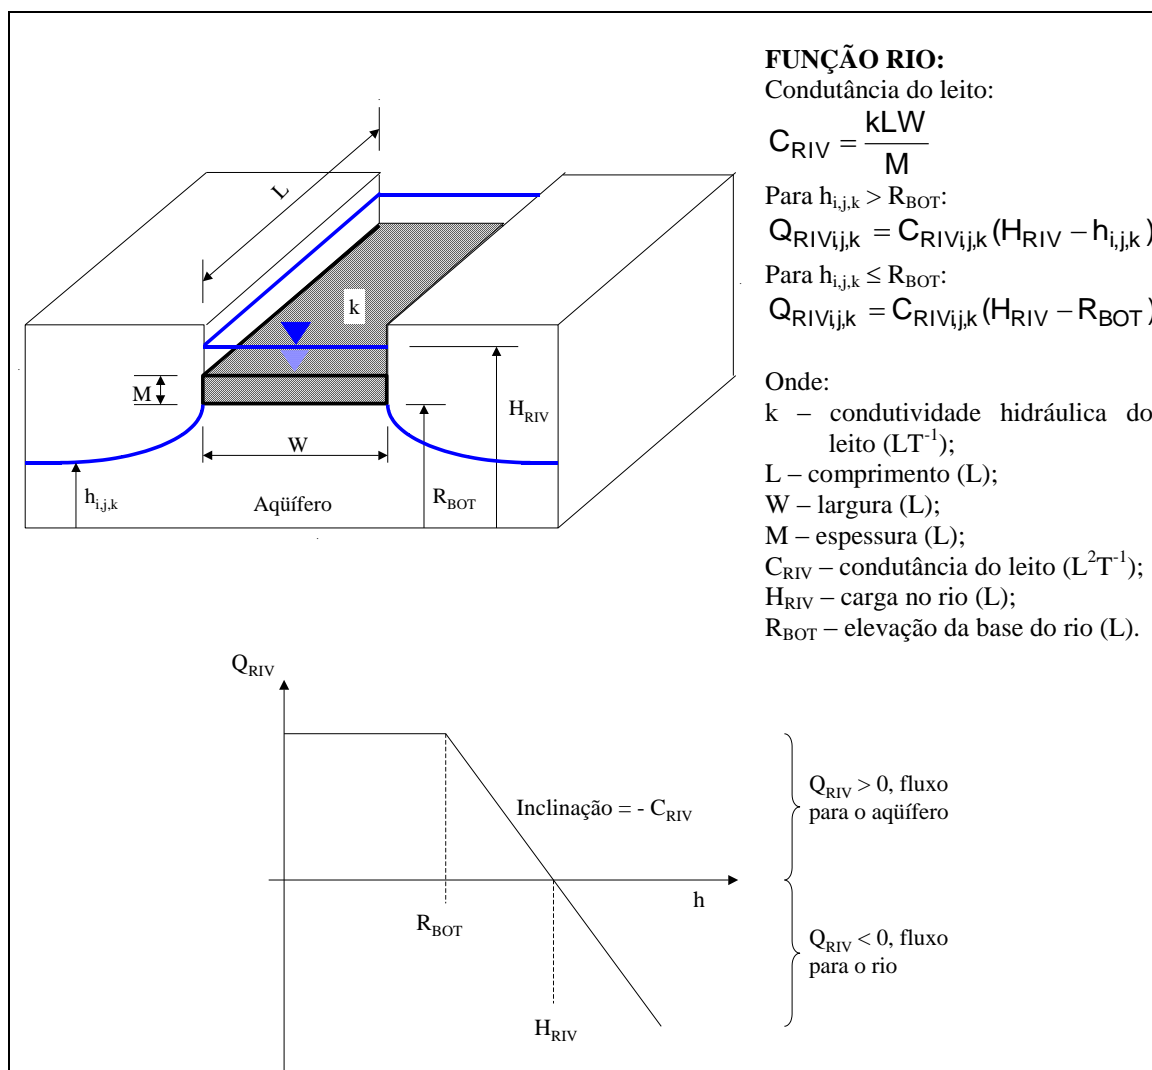 FUNÇÃO RIO:
Condutância do leito:
C_RIV = kLW / M
Para h_i,j,k > R_BOT:
Q_RIVi,j,k = C_RIVi,j,k (H_RIV − h_i,j,k)
Para h_i,j,k ≤ R_BOT:
Q_RIVi,j,k = C_RIVi,j,k (H_RIV − R_BOT)
Onde:
k – condutividade hidráulica do
leito (LT^-1);
L – comprimento (L);
W – largura (L);
M – espessura (L);
C_RIV – condutância do leito (L^2T^-1);
H_RIV – carga no rio (L);
R_BOT – elevação da base do rio (L).
L
k
M
H_RIV
W
h_i,j,k
Aqüífero
R_BOT
Q_RIV
Inclinação = - C_RIV
Q_RIV > 0, fluxo
para o aqüífero
h
R_BOT
Q_RIV < 0, fluxo
para o rio
H_RIV